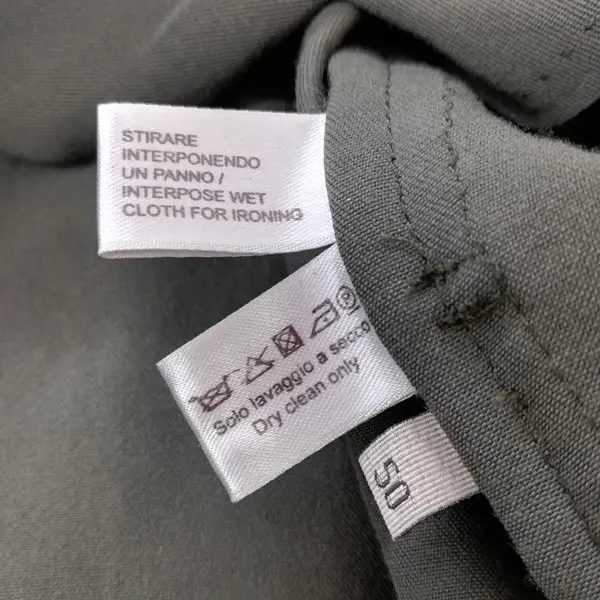 STIRARE
INTERPONENDO
UN PANNO /
INTERPOSE WET
CLOTH FOR IRONING
Solo lavaggio a secco
Dry clean only
50